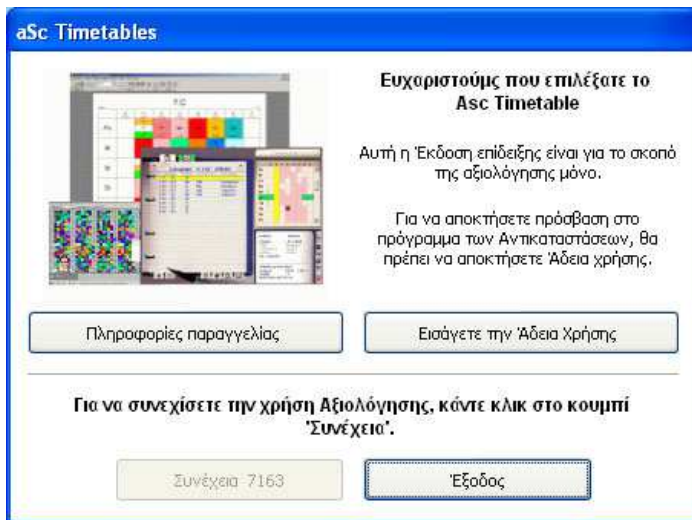 aSc Timetables
Ευχαριστούμς που επιλέξατε το
Asc Timetable
Αυτή η Έκδοση επίδειξης είναι για το σκοπό
της αξιολόγησης μόνο.
Για να αποκτήσετε πρόσβαση στο
πρόγραμμα των Αντικαταστάσεων, θα
πρέπει να αποκτήσετε Άδεια χρήσης.
Πληροφορίες παραγγελίας
Εισάγετε την Άδεια Χρήσης
Για να συνεχίσετε την χρήση Αξιολόγησης, κάντε κλικ στο κουμπί
'Συνέχεια'.
Συνέχεια 7163
Έξοδος